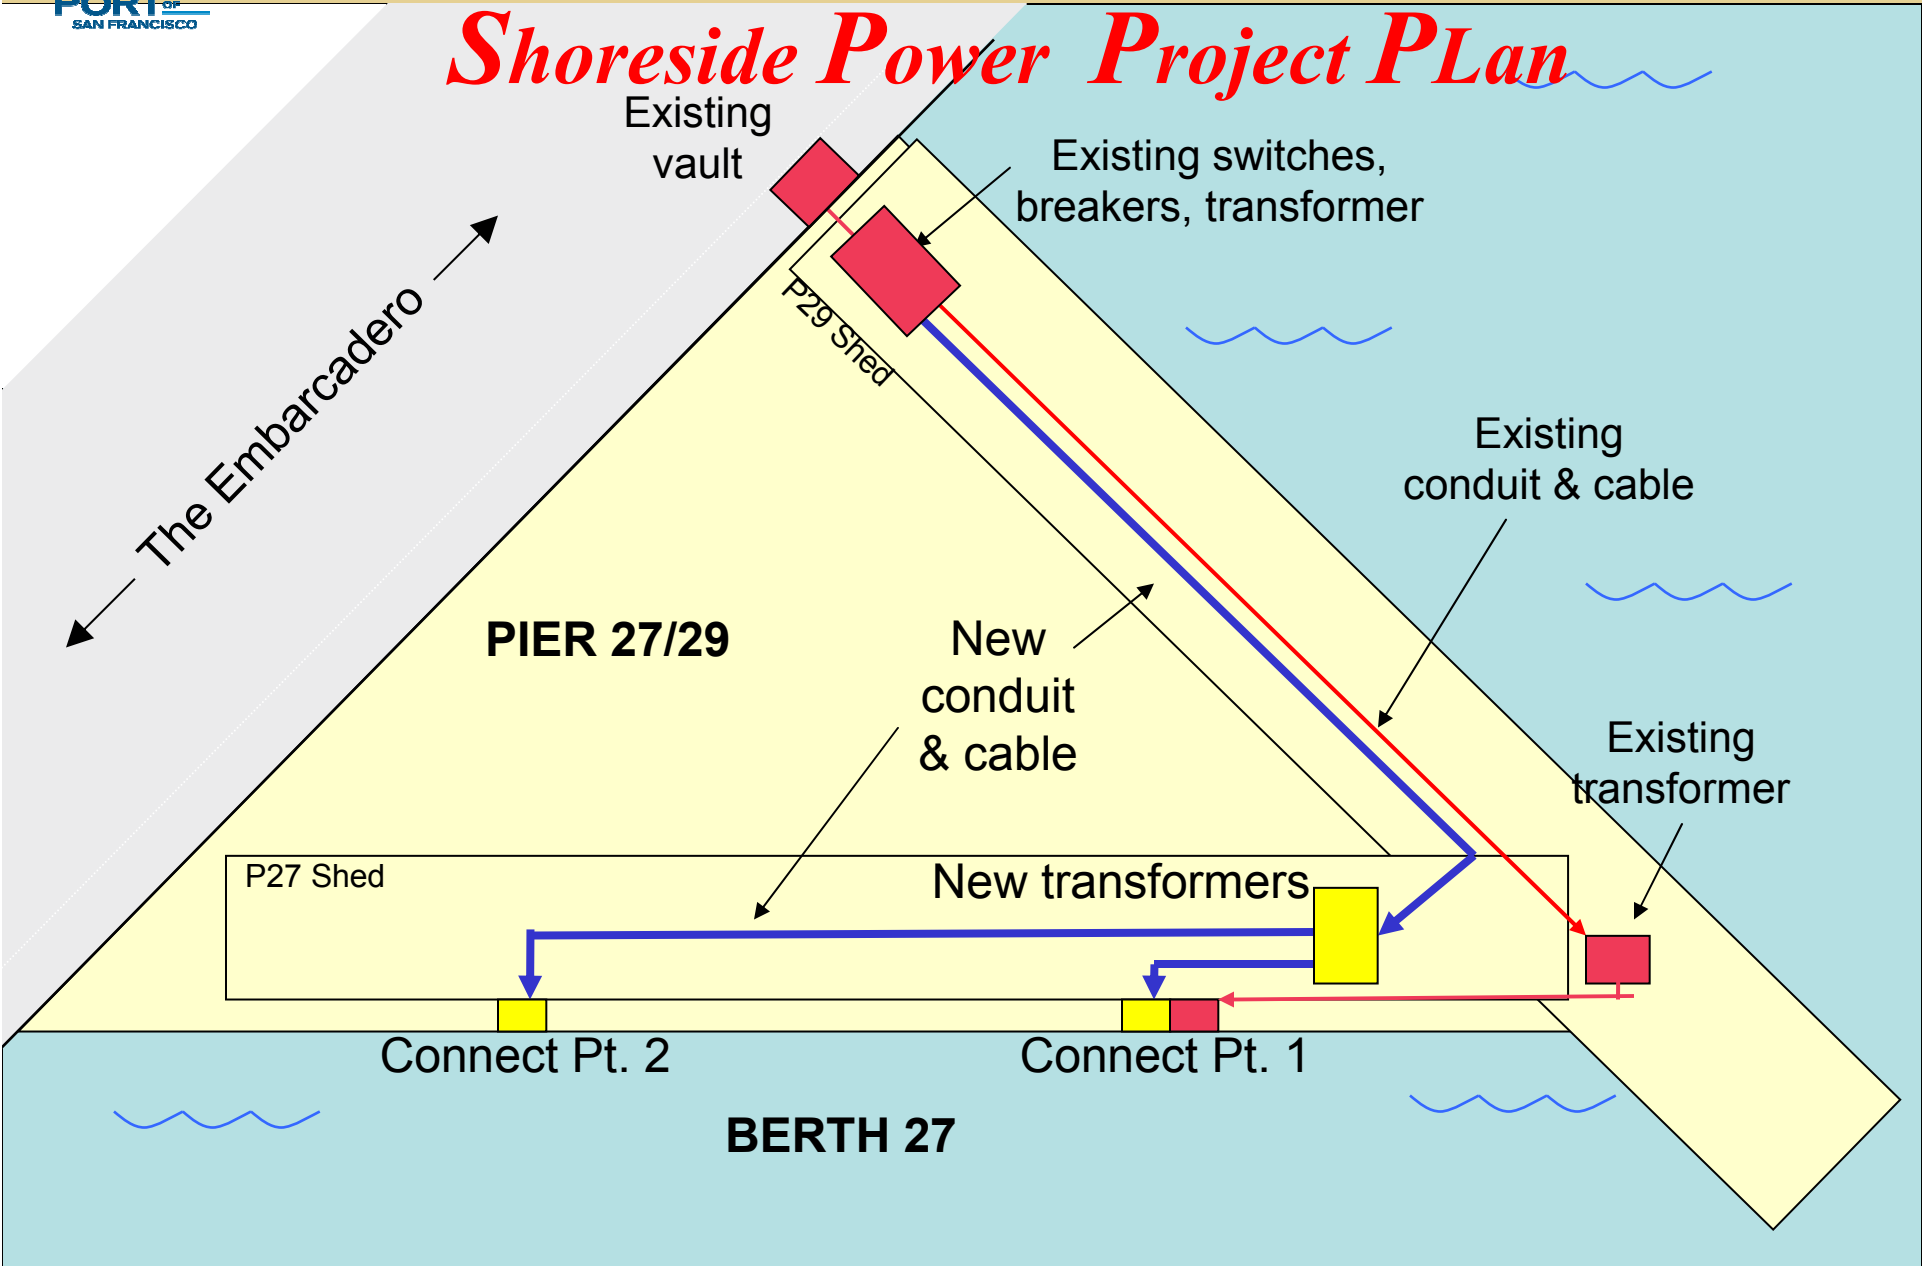 PORT OF
SAN FRANCISCO
Shoreside Power Project PLan
Existing
vault
Existing switches,
breakers, transformer
P29 Shed
The Embarcadero
Existing
conduit & cable
PIER 27/29
New
conduit
& cable
Existing
transformer
P27 Shed
New transformers
Connect Pt. 2
Connect Pt. 1
BERTH 27